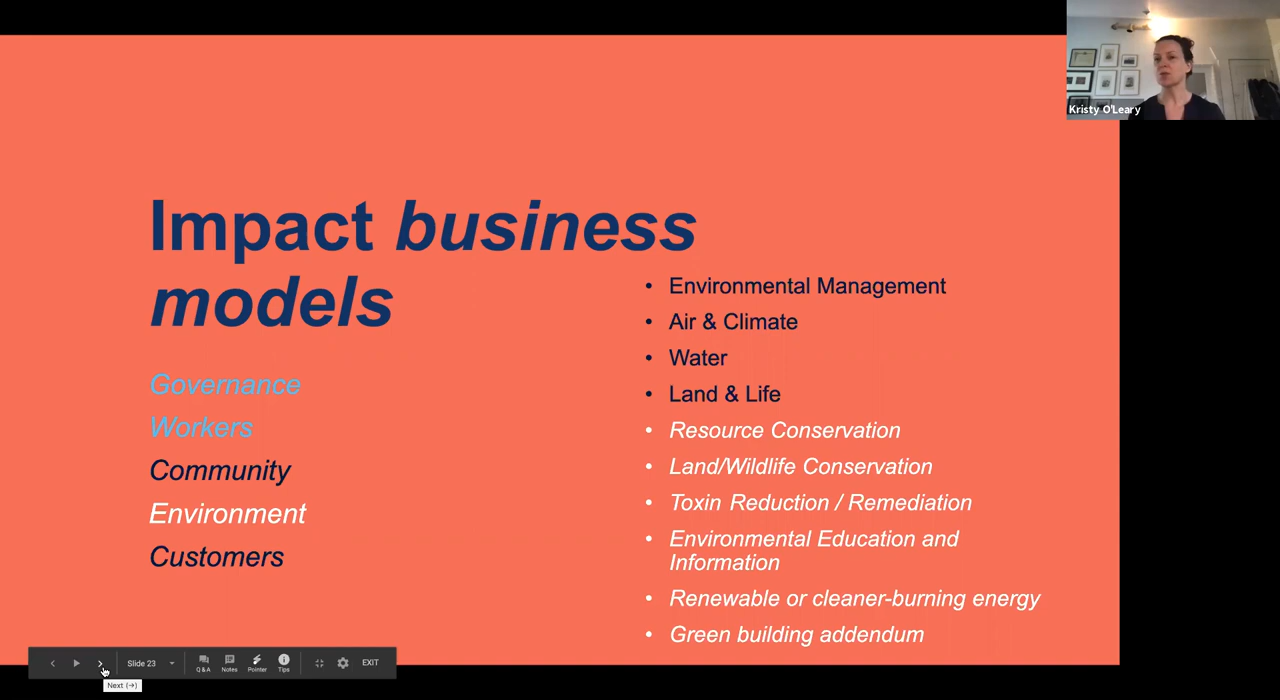 Kristy O'Leary
Impact business
models
Governance
Workers
Community
Environment
Customers
• Environmental Management
• Air & Climate
• Water
• Land & Life
• Resource Conservation
• Land/Wildlife Conservation
• Toxin Reduction / Remediation
• Environmental Education and
Information
• Renewable or cleaner-burning energy
• Green building addendum
Slide 23
Q&A
Notes
Pointer
Tips
EXIT
Next (→)